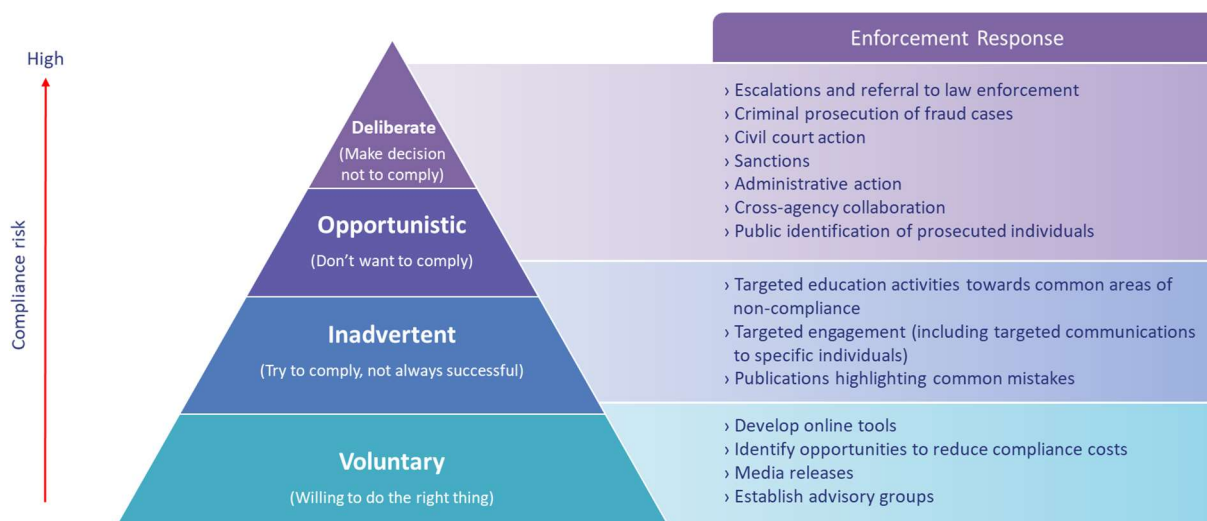 High
Compliance risk
Deliberate
(Make decision
not to comply)
Opportunistic
(Don't want to comply)
Inadvertent
(Try to comply, not always successful)
Voluntary
(Willing to do the right thing)
Enforcement Response
› Escalations and referral to law enforcement
› Criminal prosecution of fraud cases
› Civil court action
› Sanctions
› Administrative action
› Cross-agency collaboration
› Public identification of prosecuted individuals
› Targeted education activities towards common areas of
non-compliance
› Targeted engagement (including targeted communications
to specific individuals)
› Publications highlighting common mistakes
› Develop online tools
› Identify opportunities to reduce compliance costs
› Media releases
› Establish advisory groups